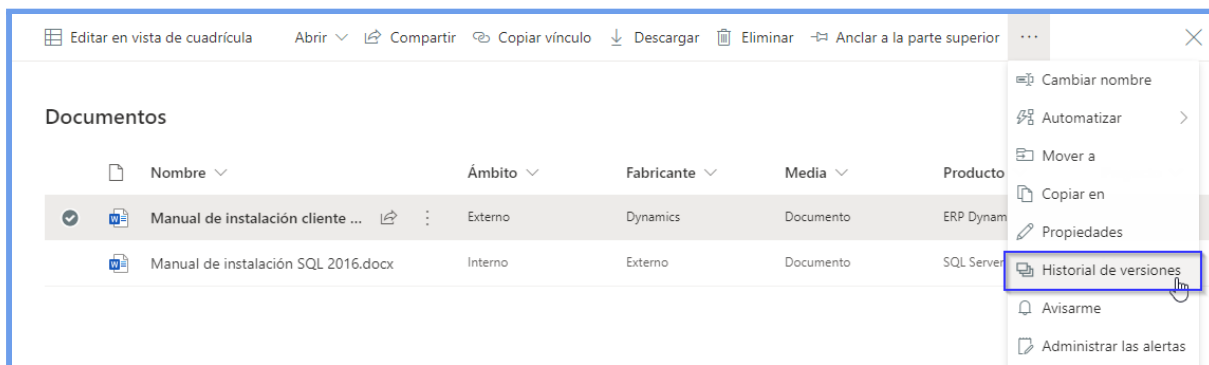 Editar en vista de cuadrícula Abrir Compartir Copiar vínculo Descargar Eliminar Anclar a la parte superior ...
Cambiar nombre
Documentos
Automatizar
Mover a
Nombre Ámbito Fabricante Media Producto
Copiar en
Manual de instalación cliente ... Externo Dynamics Documento ERP Dynam
Propiedades
Manual de instalación SQL 2016.docx Interno Externo Documento SQL Server
Historial de versiones
Avisarme
Administrar las alertas